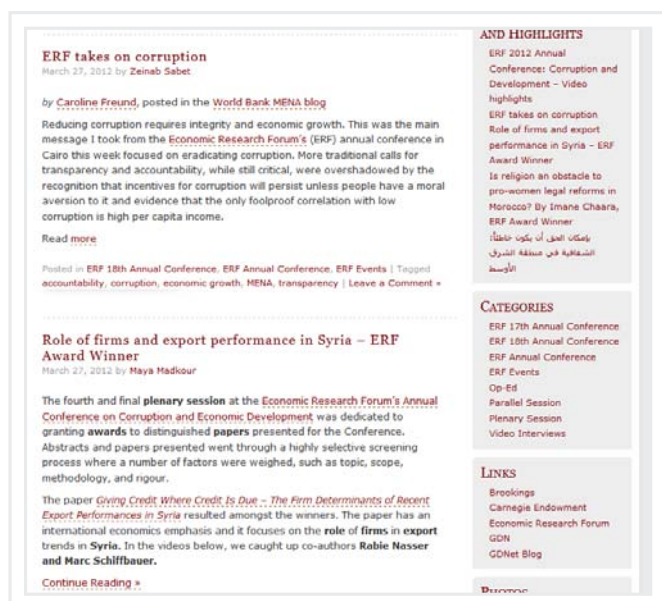 ERF takes on corruption
March 27, 2012 by Zeinab Sabet
by Caroline Freund, posted in the World Bank MENA blog
Reducing corruption requires integrity and economic growth. This was the main
message I took from the Economic Research Forum's (ERF) annual conference in
Cairo this week focused on eradicating corruption. More traditional calls for
transparency and accountability, while still critical, were overshadowed by the
recognition that incentives for corruption will persist unless people have a moral
aversion to it and evidence that the only foolproof correlation with low
corruption is high per capita income.
Read more
Posted in ERF 18th Annual Conference, ERF Annual Conference, ERF Events | Tagged
accountability, corruption, economic growth, MENA, transparency | Leave a Comment »
Role of firms and export performance in Syria – ERF
Award Winner
March 27, 2012 by Maya Madkour
The fourth and final plenary session at the Economic Research Forum's Annual
Conference on Corruption and Economic Development was dedicated to
granting awards to distinguished papers presented for the Conference.
Abstracts and papers presented went through a highly selective screening
process where a number of factors were weighed, such as topic, scope,
methodology, and rigour.
The paper Giving Credit Where Credit Is Due – The Firm Determinants of Recent
Export Performances in Syria resulted amongst the winners. The paper has an
international economics emphasis and it focuses on the role of firms in export
trends in Syria. In the videos below, we caught up co-authors Rabie Nasser
and Marc Schiffbauer.
Continue Reading »
AND HIGHLIGHTS
ERF 2012 Annual
Conference: Corruption and
Development – Video
highlights
ERF takes on corruption
Role of firms and export
performance in Syria – ERF
Award Winner
Is religion an obstacle to
pro-women legal reforms in
Morocco? By Imane Chaara,
ERF Award Winner
بإمكان الحق أن يكون خاطئاً:
الشفافية في منطقة الشرق
الأوسط
CATEGORIES
ERF 17th Annual Conference
ERF 18th Annual Conference
ERF Annual Conference
ERF Events
Op-Ed
Parallel Session
Plenary Session
Video Interviews
LINKS
Brookings
Carnegie Endowment
Economic Research Forum
GDN
GDNet Blog
PHOTOS